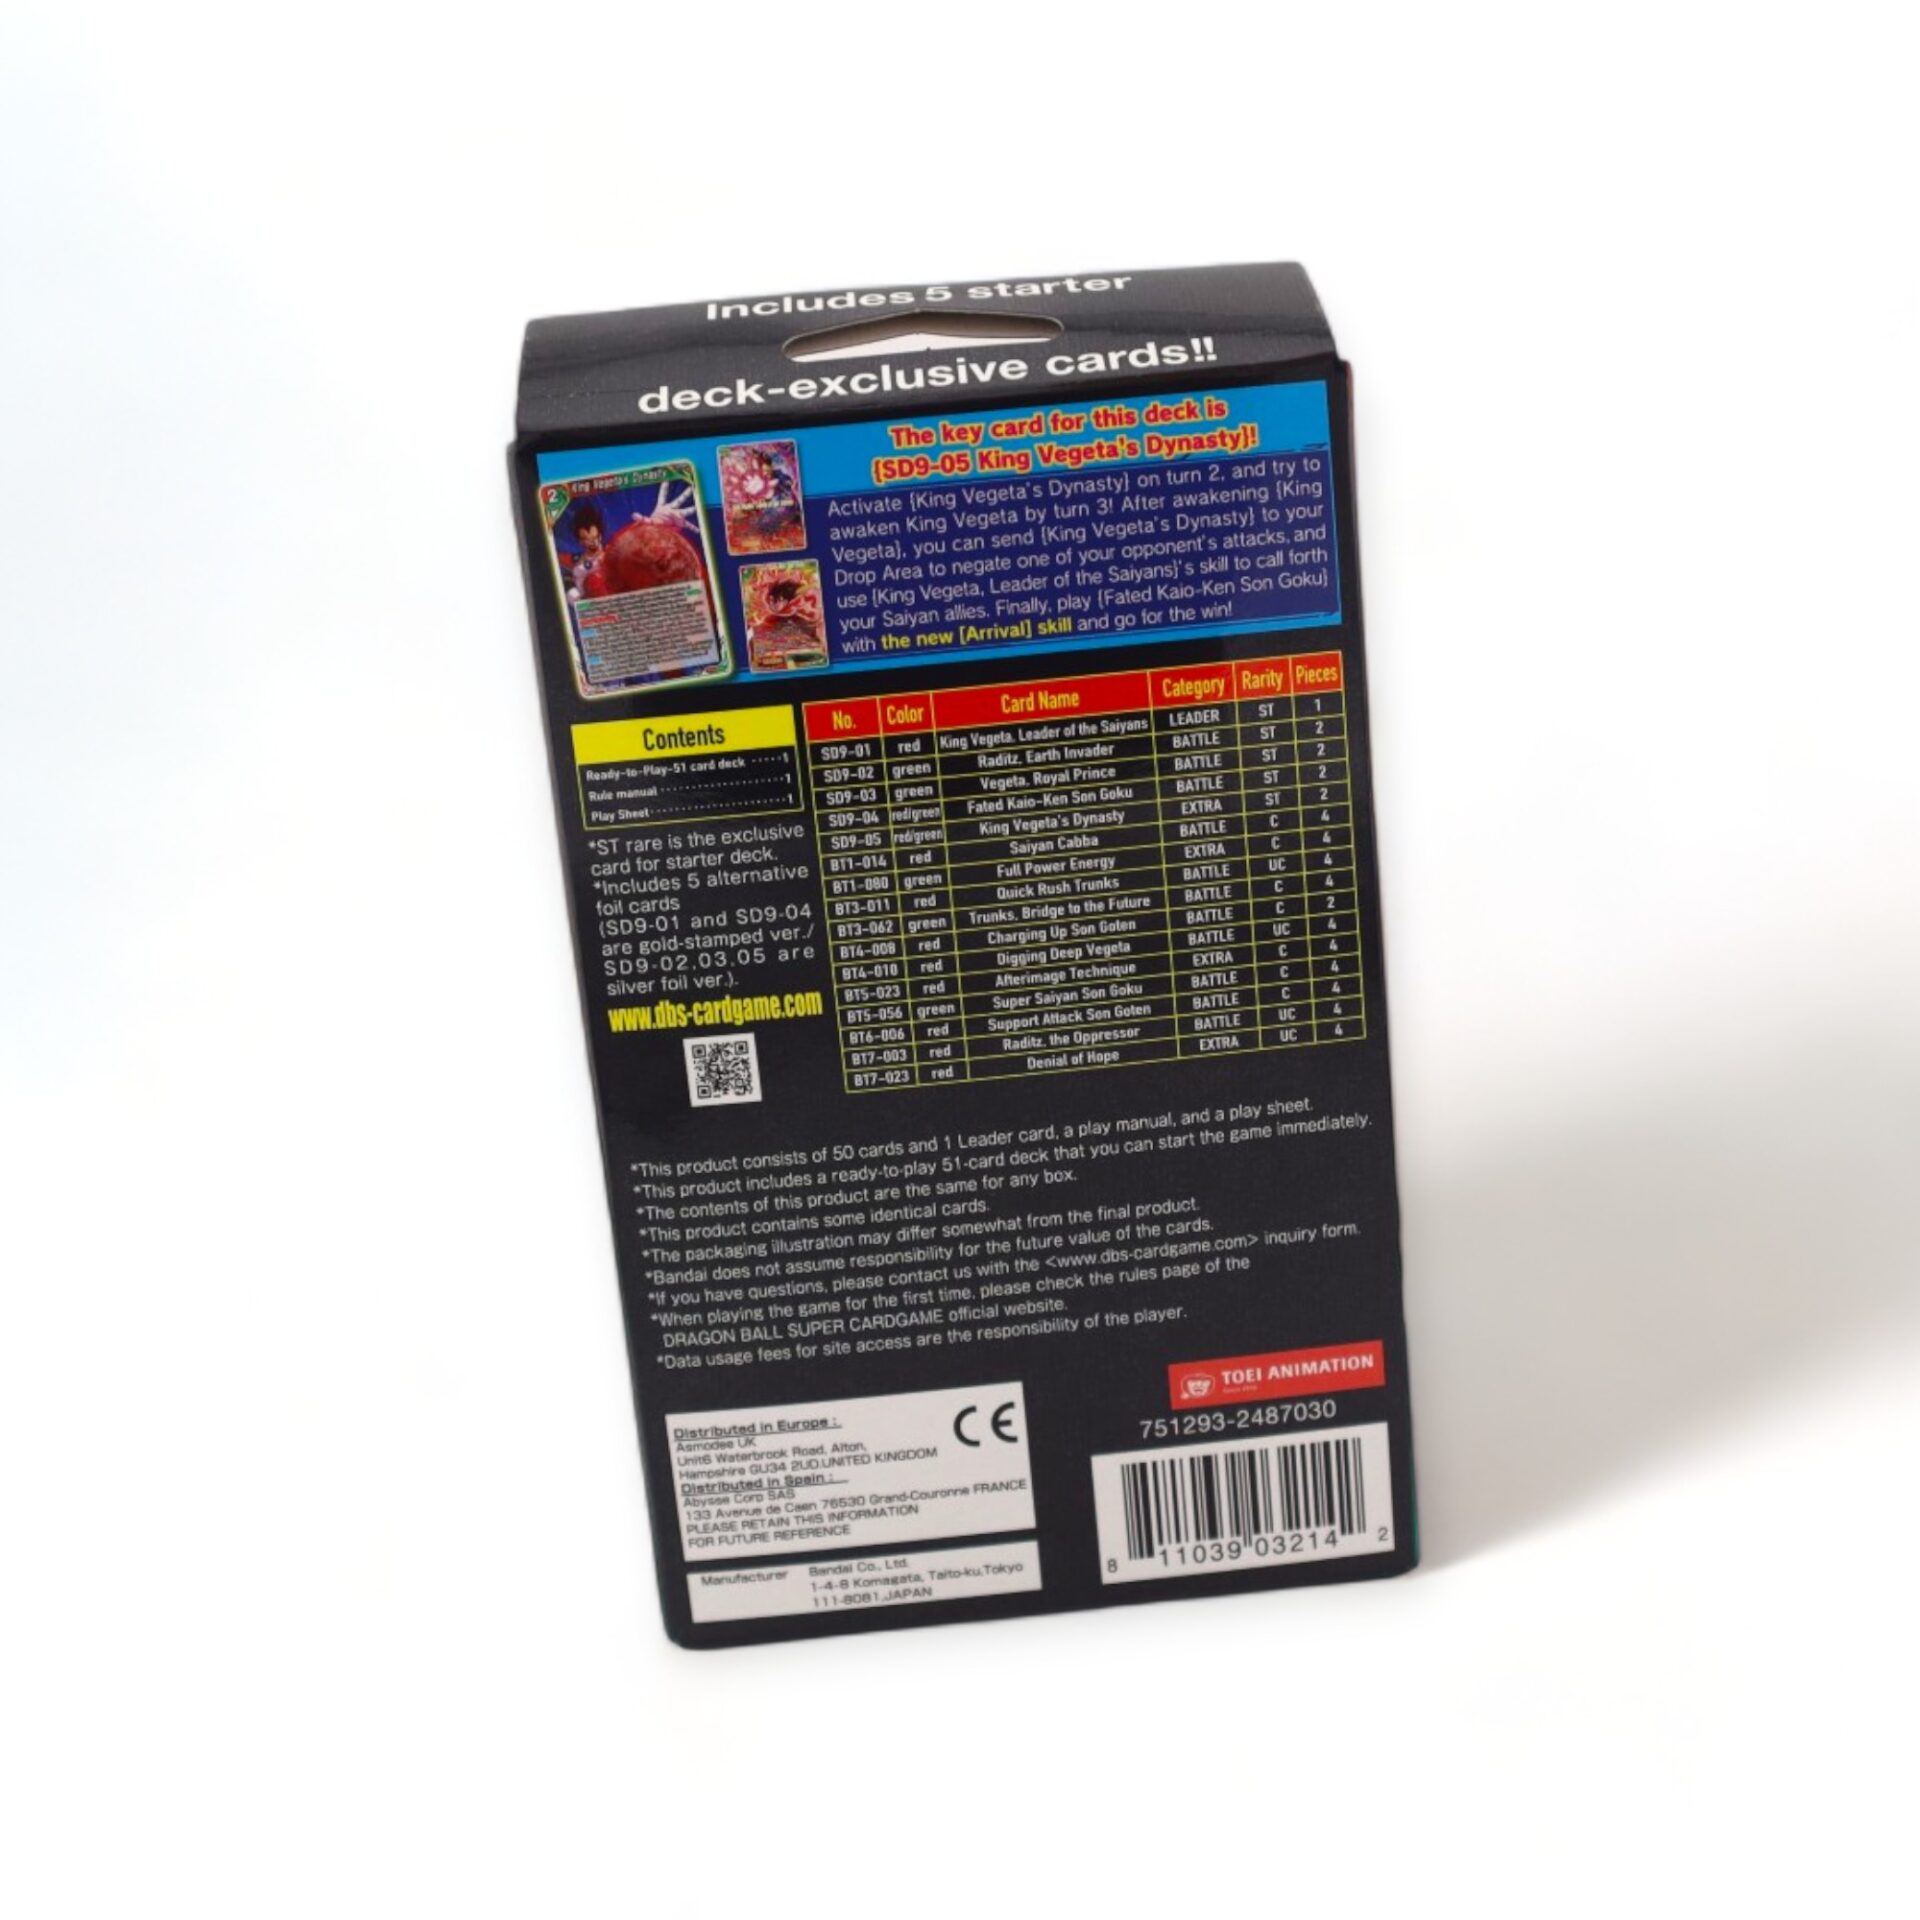 Includes 5 starter
deck-exclusive cards!!
The key card for this deck is
{SD9-05 King Vegeta's Dynasty}!
2 King Vegeta's Dynasty
Activate {King Vegeta's Dynasty} on turn 2, and try to
awaken King Vegeta by turn 3! After awakening {King
Vegeta}, you can send {King Vegeta's Dynasty} to your
Drop Area to negate one of your opponent's attacks, and
use {King Vegeta, Leader of the Saiyans}'s skill to call forth
your Saiyan allies. Finally, play {Fated Kaio-Ken Son Goku}
with the new [Arrival] skill and go for the win!
Contents
Ready-to-Play-51 card deck ·····1
Rule manual ··············1
Play Sheet················1
*ST rare is the exclusive
card for starter deck.
*Includes 5 alternative
foil cards
(SD9-01 and SD9-04
are gold-stamped ver./
SD9-02,03,05 are
silver foil ver.).
www.dbs-cardgame.com
No. Color Card Name Category Rarity Pieces
SD9-01 red King Vegeta, Leader of the Saiyans LEADER ST 1
SD9-02 green Raditz, Earth Invader BATTLE ST 2
SD9-03 green Vegeta, Royal Prince BATTLE ST 2
SD9-04 red/green Fated Kaio-Ken Son Goku BATTLE ST 2
SD9-05 red/green King Vegeta's Dynasty EXTRA ST 2
BT1-014 red Saiyan Cabba BATTLE C 4
BT1-080 green Full Power Energy EXTRA C 4
BT3-011 red Quick Rush Trunks BATTLE UC 4
BT3-062 green Trunks, Bridge to the Future BATTLE C 4
BT4-008 red Charging Up Son Goten BATTLE C 2
BT4-010 red Digging Deep Vegeta BATTLE UC 4
BT5-023 red Afterimage Technique EXTRA C 4
BT5-056 green Super Saiyan Son Goku BATTLE C 4
BT6-006 red Support Attack Son Goten BATTLE C 4
BT7-003 red Raditz, the Oppressor BATTLE UC 4
BT7-023 red Denial of Hope EXTRA UC 4
*This product consists of 50 cards and 1 Leader card, a play manual, and a play sheet.
*This product includes a ready-to-play 51-card deck that you can start the game immediately.
*The contents of this product are the same for any box.
*This product contains some identical cards.
*The packaging illustration may differ somewhat from the final product.
*Bandai does not assume responsibility for the future value of the cards.
*If you have questions, please contact us with the <www.dbs-cardgame.com> inquiry form.
*When playing the game for the first time, please check the rules page of the
DRAGON BALL SUPER CARDGAME official website.
*Data usage fees for site access are the responsibility of the player.
TOEI ANIMATION
751293-2487030
8 11039 03214 2
Distributed in Europe :
Asmodee UK
Unit6 Waterbrook Road, Alton,
Hampshire GU34 2UD.UNITED KINGDOM
Distributed in Spain :
Abysse Corp SAS
133 Avenue de Caen 76530 Grand-Couronne FRANCE
PLEASE RETAIN THIS INFORMATION
FOR FUTURE REFERENCE
CE
Manufacturer Bandai Co., Ltd.
1-4-8 Komagata, Taito-ku,Tokyo
111-8081,JAPAN